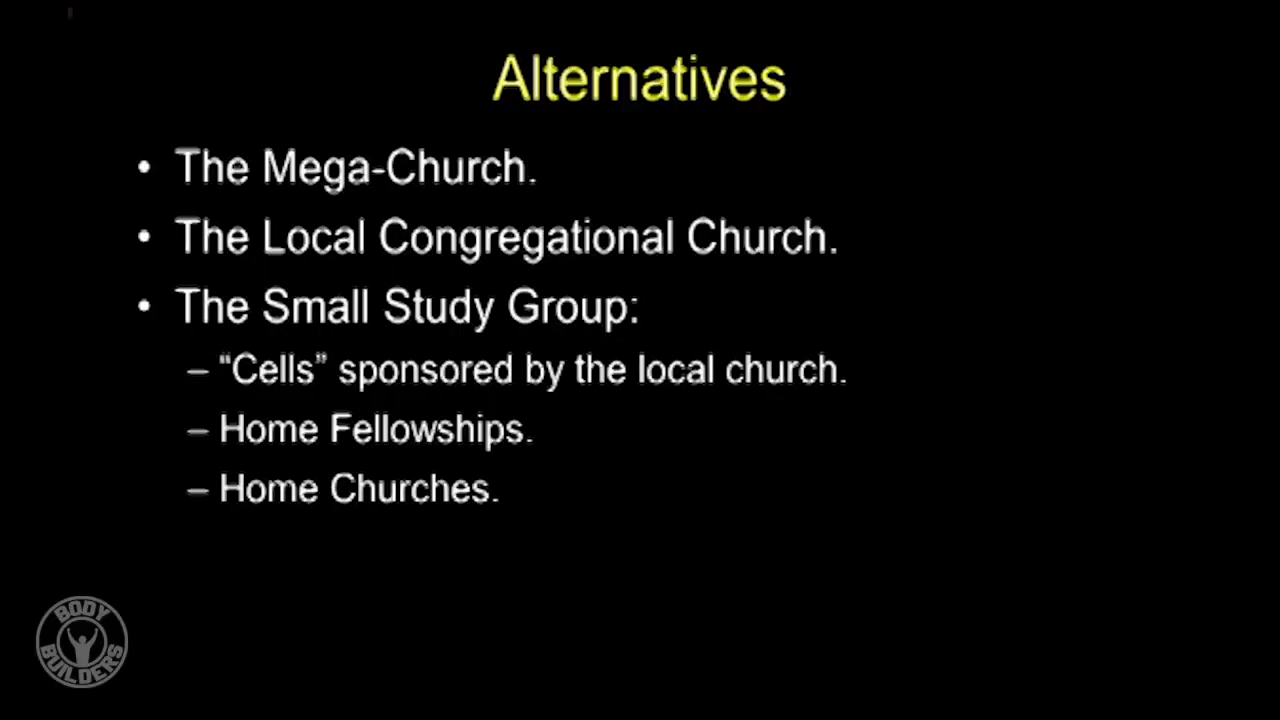 Alternatives
• The Mega-Church.
• The Local Congregational Church.
• The Small Study Group:
– “Cells” sponsored by the local church.
– Home Fellowships.
– Home Churches.
BODY
BUILDERS